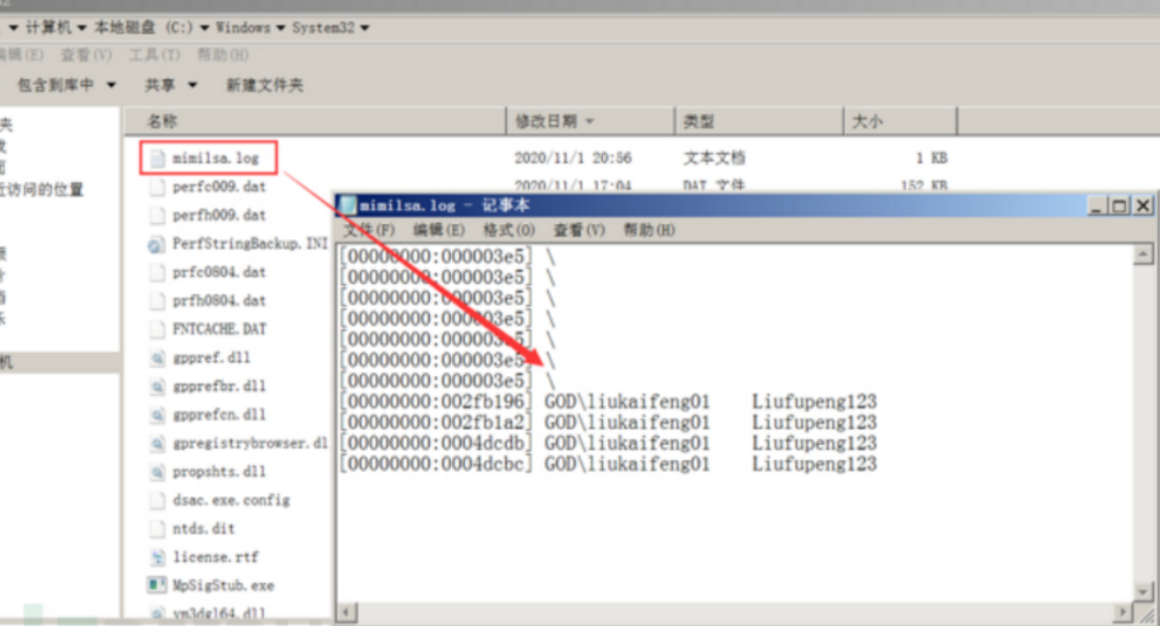 计算机 本地磁盘 (C:) Windows System32
编辑(E) 查看(V) 工具(T) 帮助(H)
包含到库中 共享 新建文件夹
名称 修改日期 类型 大小
mimilsa.log 2020/11/1 20:56 文本文档 1 KB
perfc009.dat 2020/11/1 17:04 DAT 文件 152 KB
perfh009.dat
PerfStringBackup.INI
prfc0804.dat
prfh0804.dat
FNTCACHE.DAT
gppref.dll
gpprefbr.dll
gpprefcn.dll
gpregistrybrowser.dl
propshts.dll
dsac.exe.config
ntds.dit
license.rtf
MpSigStub.exe
vm3dgl64.dll
夹
近访问的位置
机
mimilsa.log - 记事本
文件(F) 编辑(E) 格式(O) 查看(V) 帮助(H)
[00000000:000003e5] \
[00000000:000003e5] \
[00000000:000003e5] \
[00000000:000003e5] \
[00000000:000003e5] \
[00000000:000003e5] \
[00000000:000003e5] \
[00000000:002fb196] GOD\liukaifeng01 Liufupeng123
[00000000:002fb1a2] GOD\liukaifeng01 Liufupeng123
[00000000:0004dcdb] GOD\liukaifeng01 Liufupeng123
[00000000:0004dcbc] GOD\liukaifeng01 Liufupeng123